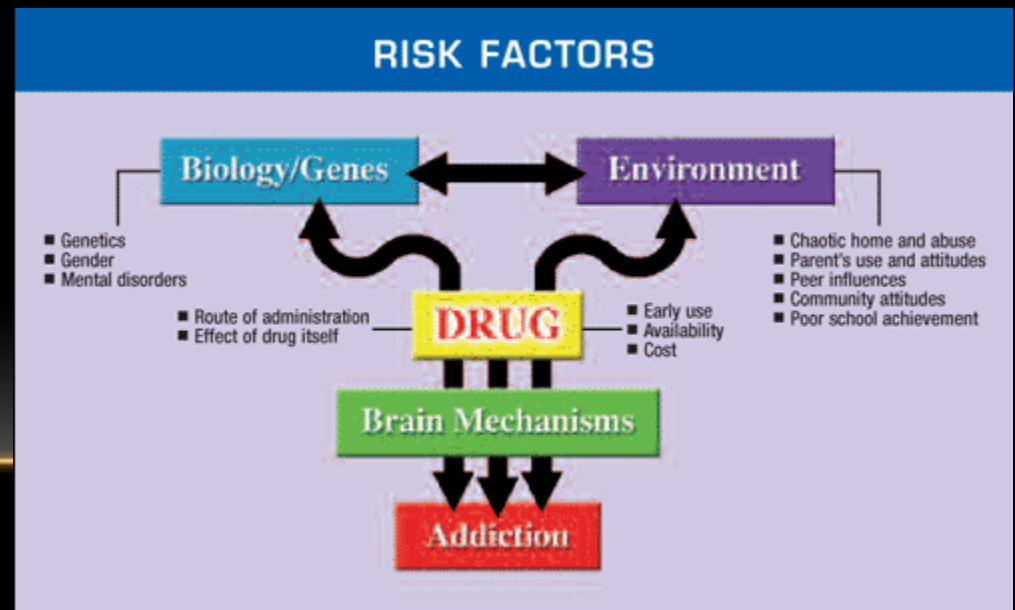 RISK FACTORS
Biology/Genes
Environment
■ Genetics
■ Gender
■ Mental disorders
■ Chaotic home and abuse
■ Parent's use and attitudes
■ Peer influences
■ Community attitudes
■ Poor school achievement
■ Route of administration
■ Effect of drug itself
DRUG
■ Early use
■ Availability
■ Cost
Brain Mechanisms
Addiction